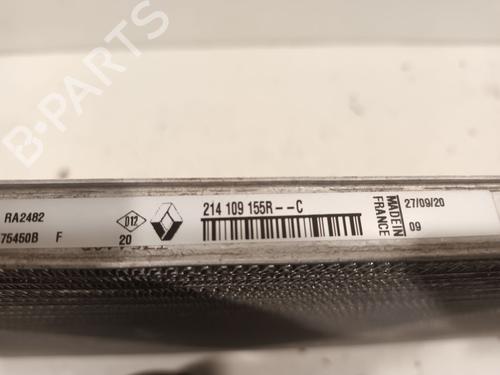 B-PARTS
RA2482
75450B F
012
20
214 109 155R--C
MADE IN
FRANCE
27/09/20
09